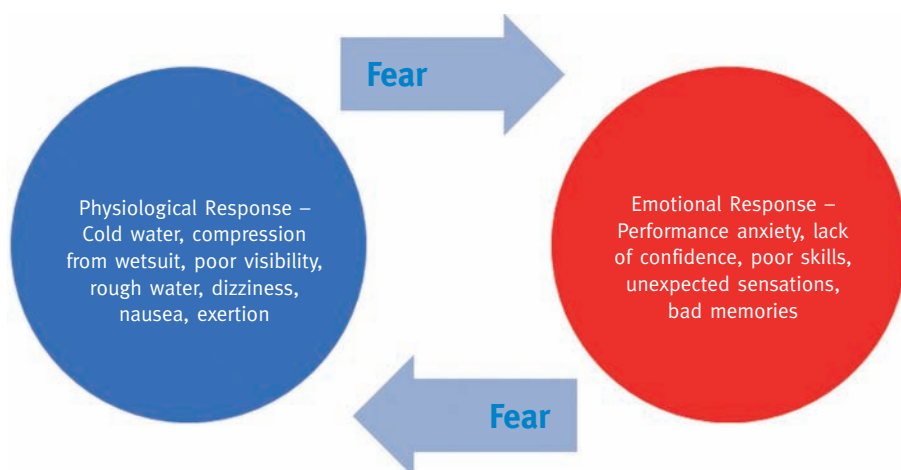 Fear
Physiological Response –
Cold water, compression
from wetsuit, poor visibility,
rough water, dizziness,
nausea, exertion
Emotional Response –
Performance anxiety, lack
of confidence, poor skills,
unexpected sensations,
bad memories
Fear